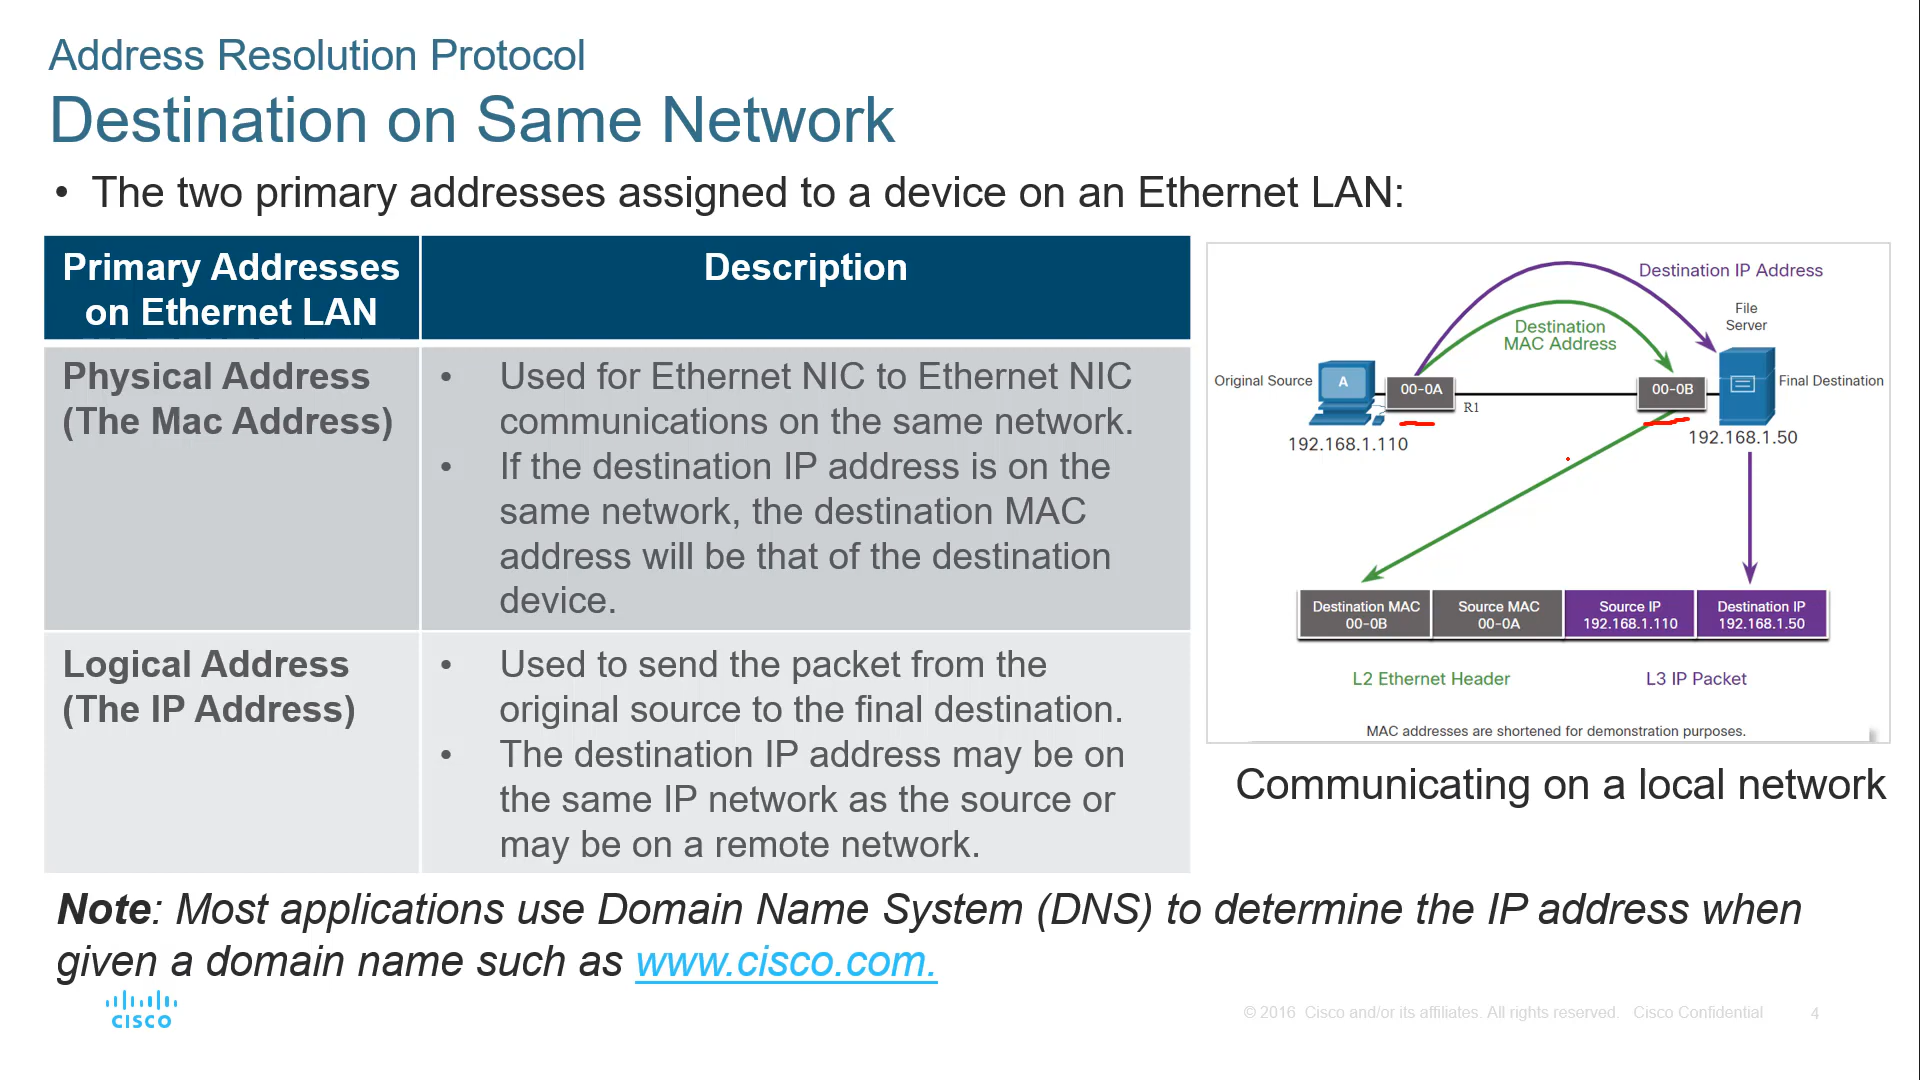 Address Resolution Protocol
Destination on Same Network
• The two primary addresses assigned to a device on an Ethernet LAN:
Primary Addresses
on Ethernet LAN
Description
Physical Address
(The Mac Address)
• Used for Ethernet NIC to Ethernet NIC
communications on the same network.
• If the destination IP address is on the
same network, the destination MAC
address will be that of the destination
device.
Logical Address
(The IP Address)
• Used to send the packet from the
original source to the final destination.
• The destination IP address may be on
the same IP network as the source or
may be on a remote network.
Destination IP Address
File
Server
Destination
MAC Address
Original Source
A
00-0A
R1
00-0B
Final Destination
192.168.1.110
192.168.1.50
Destination MAC
00-0B
Source MAC
00-0A
Source IP
192.168.1.110
Destination IP
192.168.1.50
L2 Ethernet Header
L3 IP Packet
MAC addresses are shortened for demonstration purposes.
Communicating on a local network
Note: Most applications use Domain Name System (DNS) to determine the IP address when
given a domain name such as www.cisco.com.
CISCO
© 2016 Cisco and/or its affiliates. All rights reserved. Cisco Confidential
4